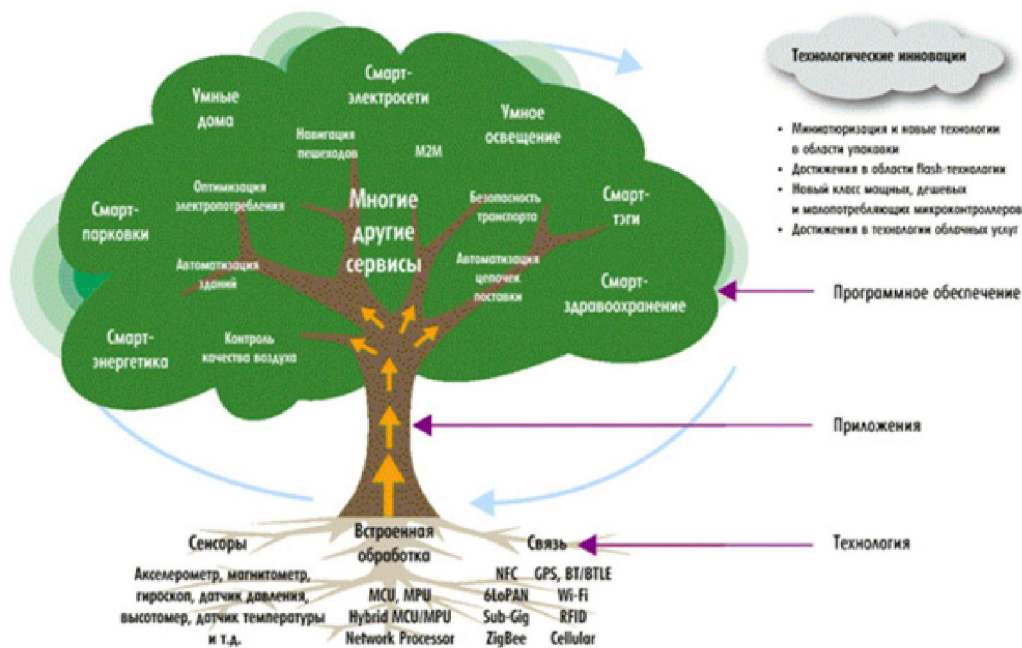 Технологические инновации
• Миниатюризация и новые технологии
в области упаковки
• Достижения в области flash-технологии
• Новый класс мощных, дешевых
и малопотребляющих микроконтроллеров
• Достижения в технологии облачных услуг
Смарт-
электросети
Умные
дома
Умное
освещение
Навигация
пешеходов
М2М
Оптимизация
электропотребления
Многие
другие
сервисы
Безопасность
транспорта
Смарт-
тэги
Смарт-
парковки
Автоматизация
зданий
Автоматизация
цепочек
поставки
Смарт-
здравоохранение
Программное обеспечение
Смарт-
энергетика
Контроль
качества воздуха
Приложения
Сенсоры
Встроенная
обработка
Связь
Технология
Акселерометр, магнитометр,
гироскоп, датчик давления,
высотомер, датчик температуры
и т.д.
MCU, MPU
Hybrid MCU/MPU
Network Processor
NFC GPS, BT/BTLE
6LoPAN Wi-Fi
Sub-Gig RFID
ZigBee Cellular